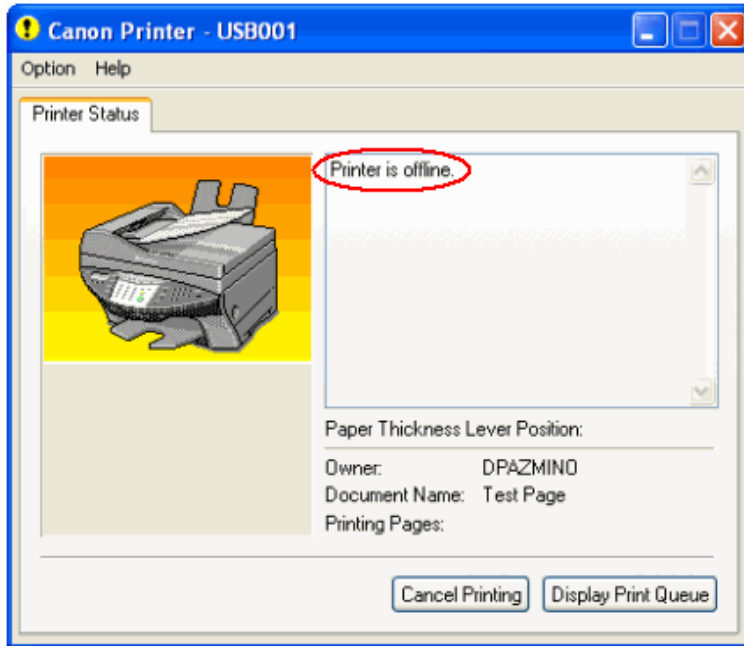 Canon Printer - USB001
Option Help
Printer Status
Printer is offline.
Paper Thickness Lever Position:
Owner: DPAZMINO
Document Name: Test Page
Printing Pages:
Cancel Printing Display Print Queue